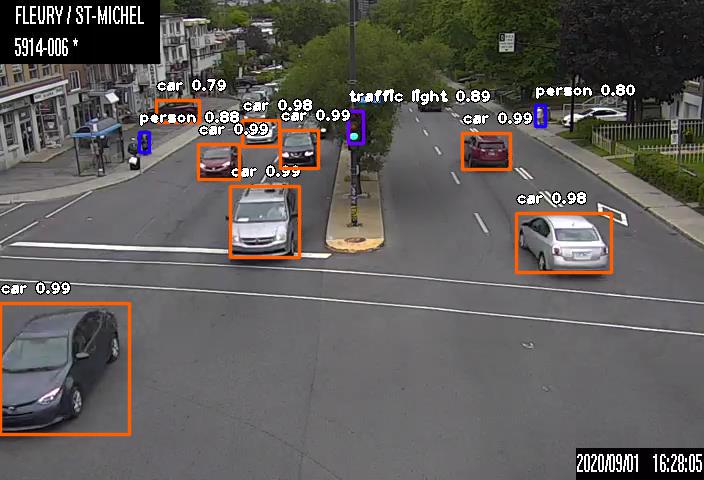 FLEURY / ST-MICHEL
5914-006 *
car 0.79
person 0.88
car 0.98
car 0.99
car 0.99
traffic light 0.89
car 0.99
person 0.80
car 0.99
car 0.98
car 0.99
2020/09/01 16:28:05